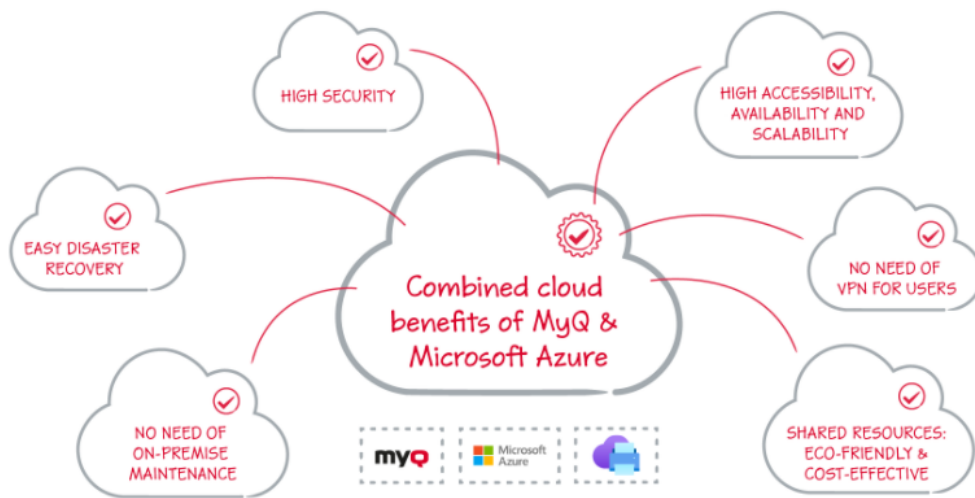 HIGH SECURITY
HIGH ACCESSIBILITY,
AVAILABILITY AND
SCALABILITY
EASY DISASTER
RECOVERY
Combined cloud
benefits of MyQ &
Microsoft Azure
NO NEED OF
VPN FOR USERS
NO NEED OF
ON-PREMISE
MAINTENANCE
SHARED RESOURCES:
ECO-FRIENDLY &
COST-EFFECTIVE
myQ
Microsoft
Azure